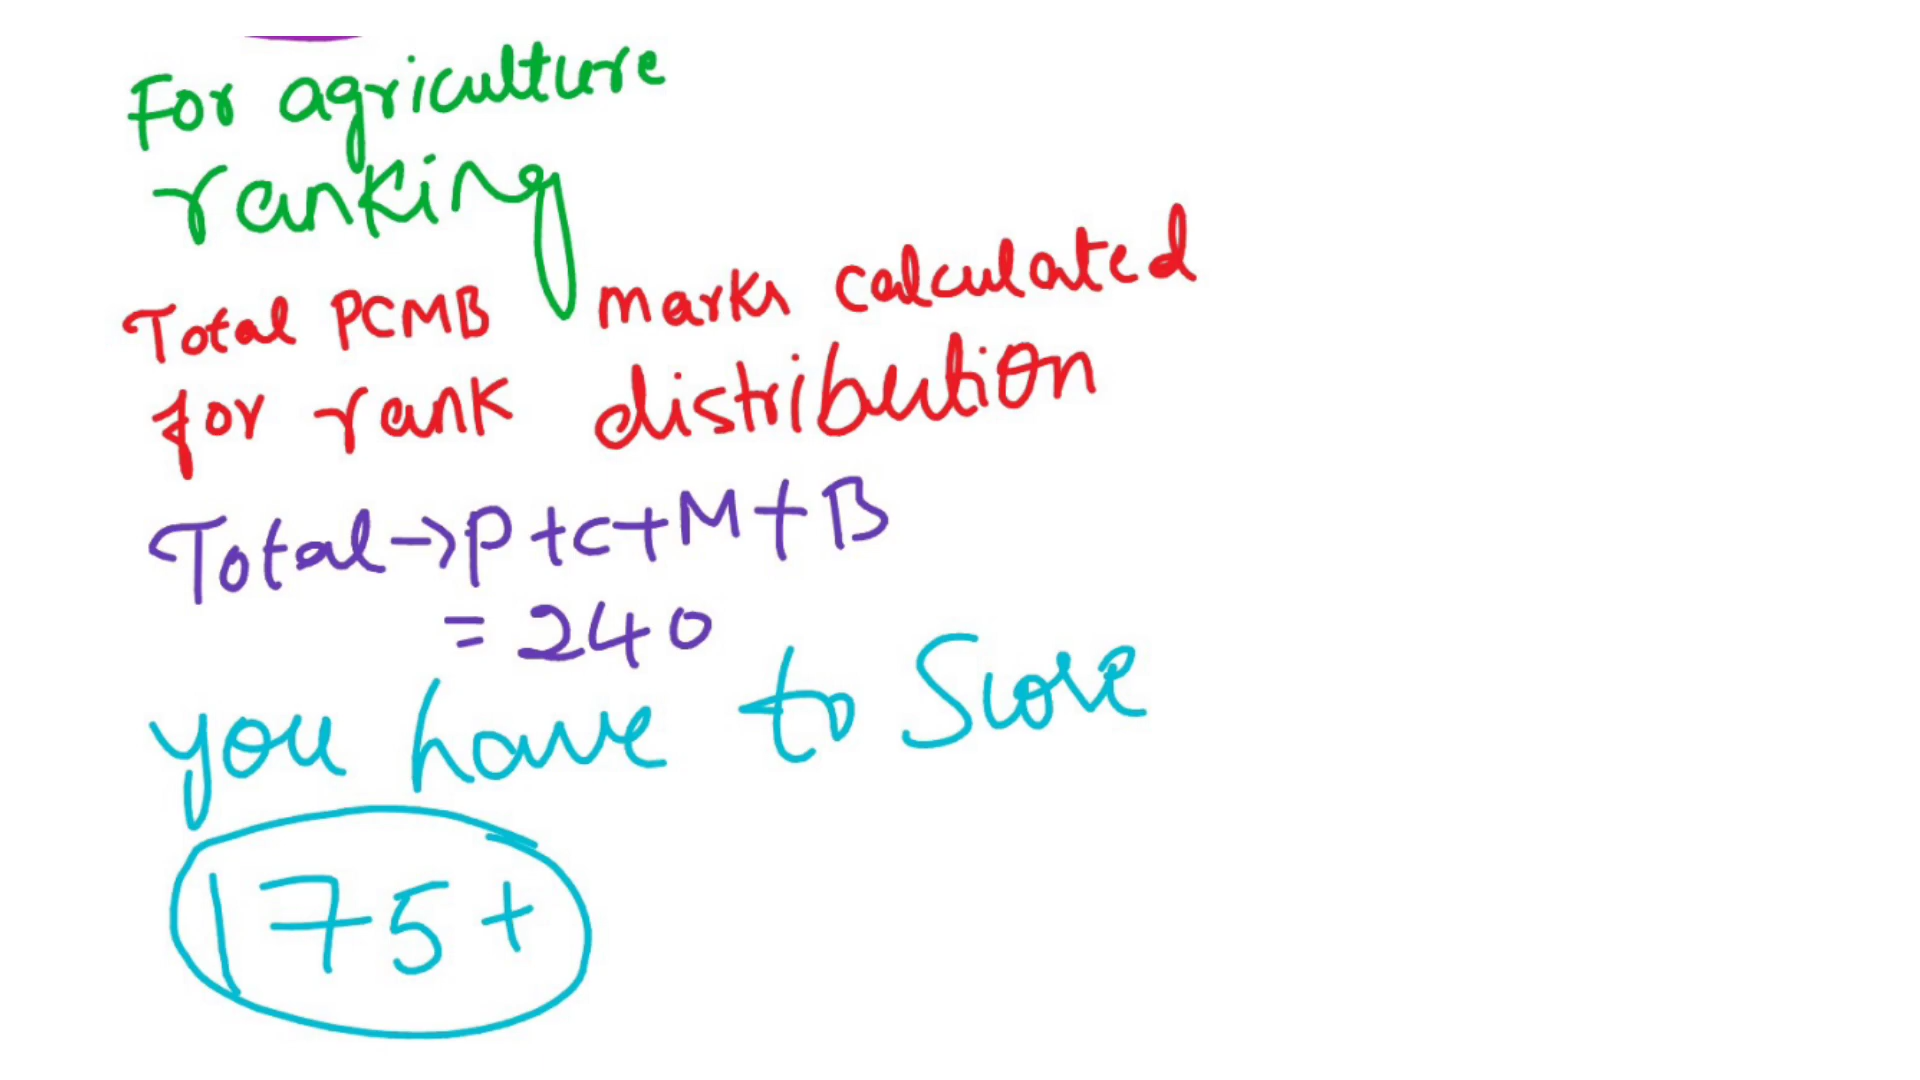 For agriculture
ranking
Total PCMB marks calculated
for rank distribution
Total→P+C+M+B
= 240
you have to Score
175+